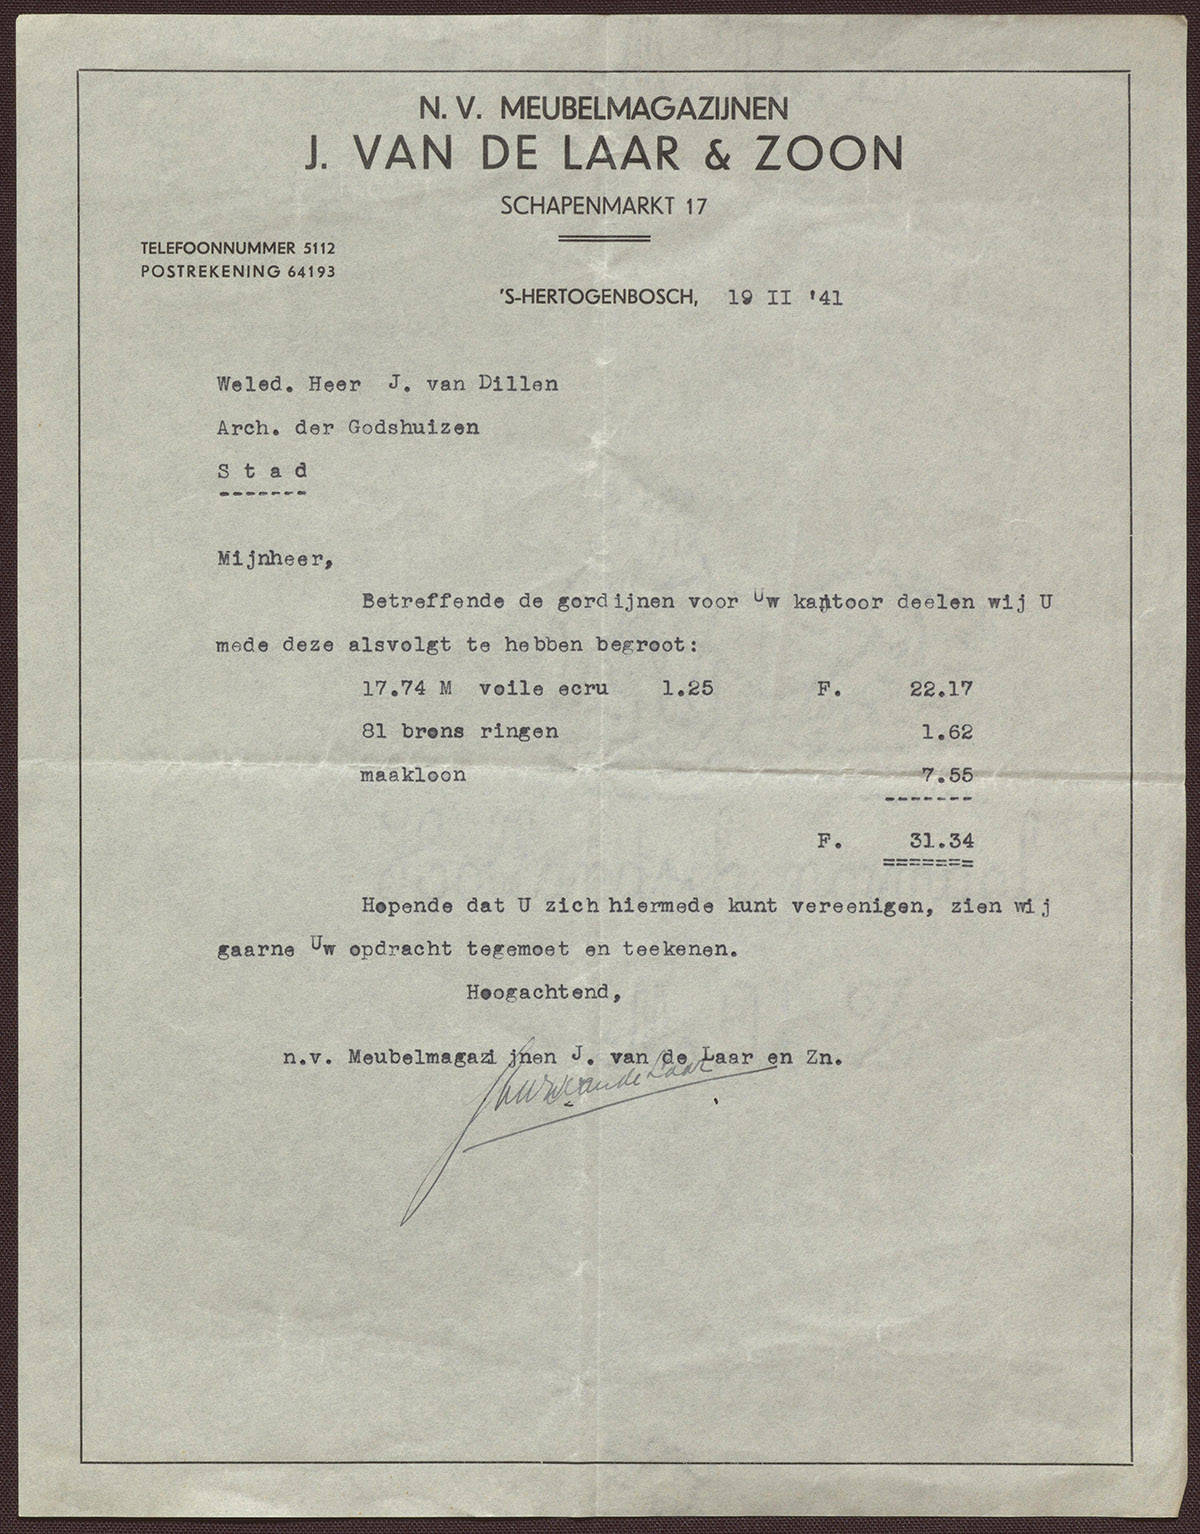 N. V. MEUBELMAGAZIJNEN
J. VAN DE LAAR & ZOON
SCHAPENMARKT 17
TELEFOONNUMMER 5112
POSTREKENING 64193
'S-HERTOGENBOSCH, 19 II '41
Weled. Heer J. van Dillen
Arch. der Godshuizen
S t a d
-------
Mijnheer,
Betreffende de gordijnen voor Uw kantoor deelen wij U
mede deze alsvolgt te hebben begroot:
17.74 M voile ecru 1.25 F. 22.17
81 brons ringen 1.62
maakloon 7.55
-------
F. 31.34
=======
Hopende dat U zich hiermede kunt vereenigen, zien wij
gaarne Uw opdracht tegemoet en teekenen.
Hoogachtend,
n.v. Meubelmagazijnen J. van de Laar en Zn.
van de Laar